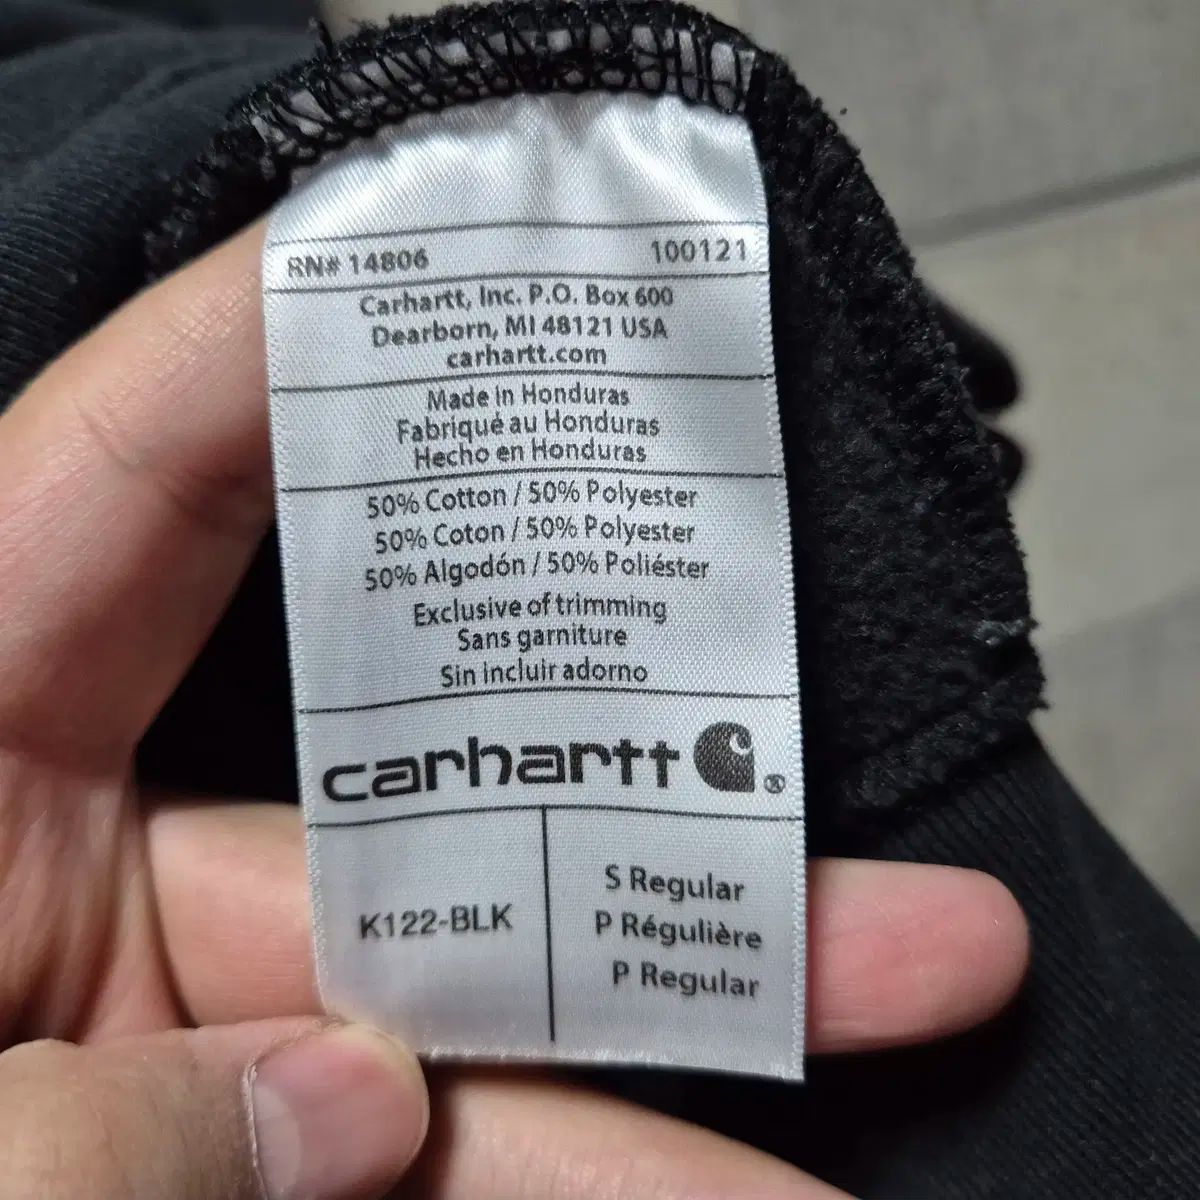 RN# 14806 100121
Carhartt, Inc. P.O. Box 600
Dearborn, MI 48121 USA
carhartt.com
Made in Honduras
Fabriqué au Honduras
Hecho en Honduras
50% Cotton / 50% Polyester
50% Coton / 50% Polyester
50% Algodón / 50% Poliéster
Exclusive of trimming
Sans garniture
Sin incluir adorno
carhartt ®
K122-BLK
S Regular
P Régulière
P Regular